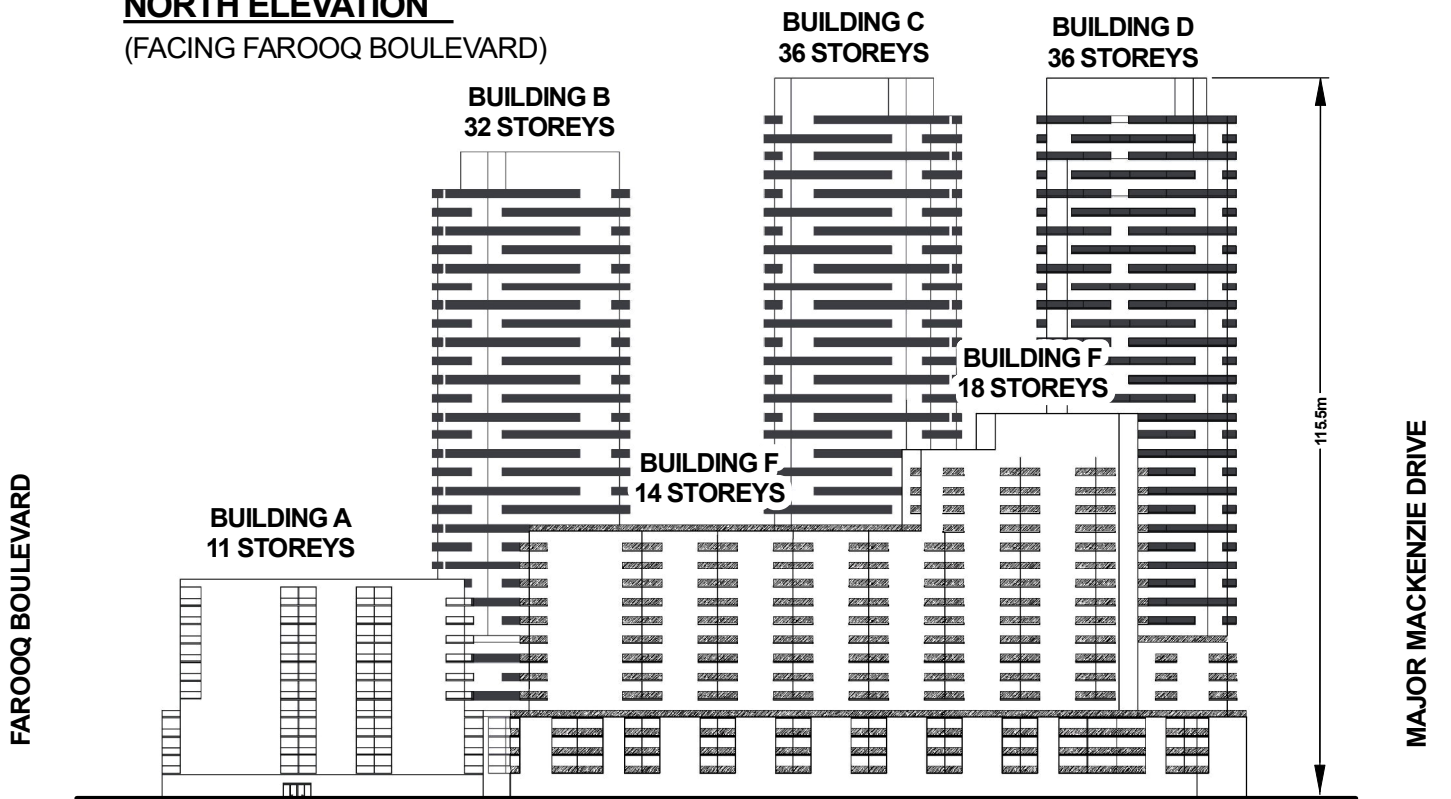 NORTH ELEVATION
(FACING FAROOQ BOULEVARD)
BUILDING C
36 STOREYS
BUILDING D
36 STOREYS
BUILDING B
32 STOREYS
BUILDING F
18 STOREYS
115.5m
BUILDING F
14 STOREYS
BUILDING A
11 STOREYS
FAROOQ BOULEVARD
MAJOR MACKENZIE DRIVE